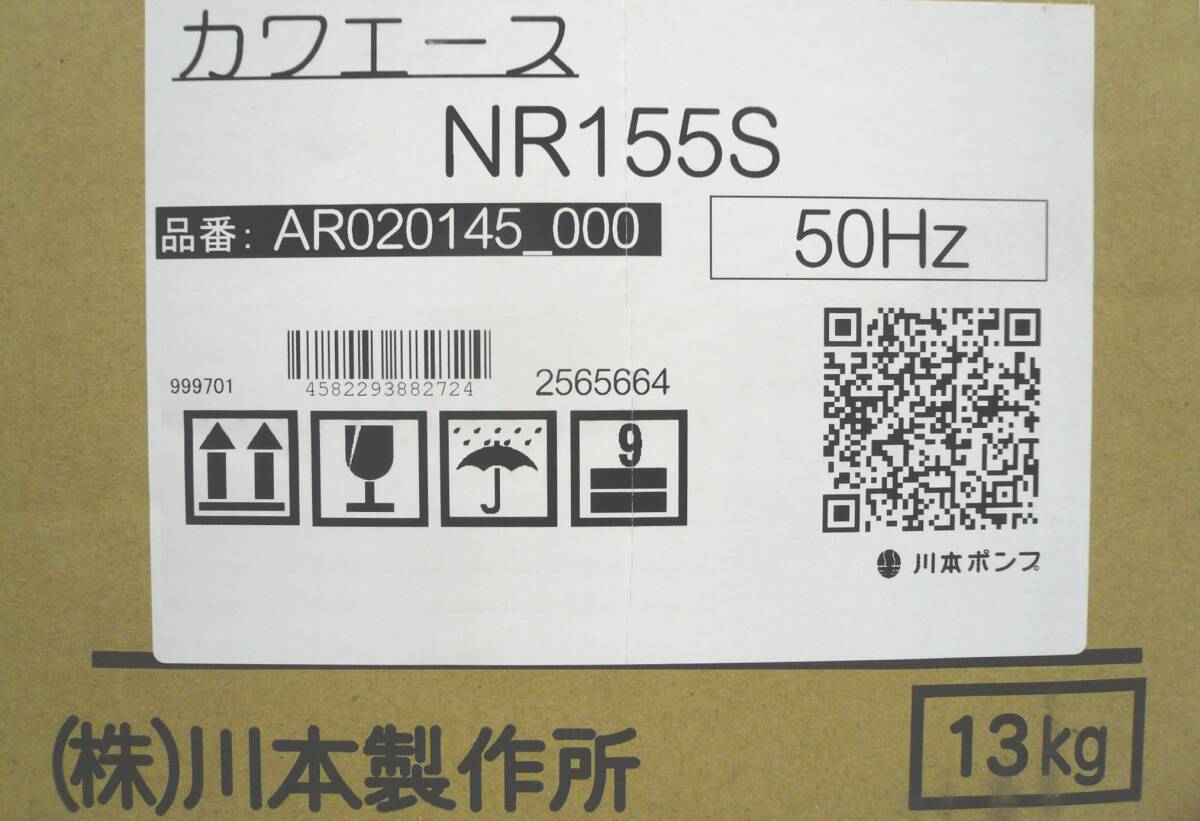 カワエース
NR155S
品番: AR020145_000
50Hz
999701
4582293882724
2565664
9
川本ポンプ
(株)川本製作所
13kg